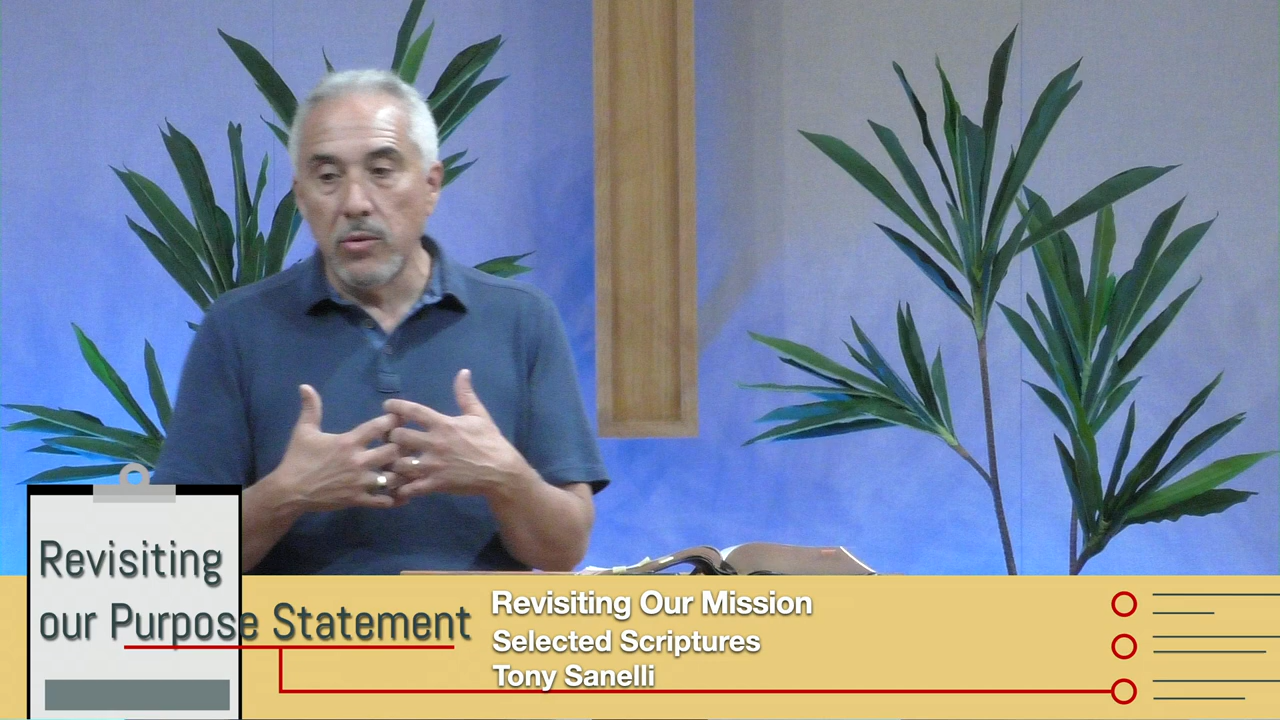 Revisiting
our Purpose Statement
Revisiting Our Mission
Selected Scriptures
Tony Sanelli